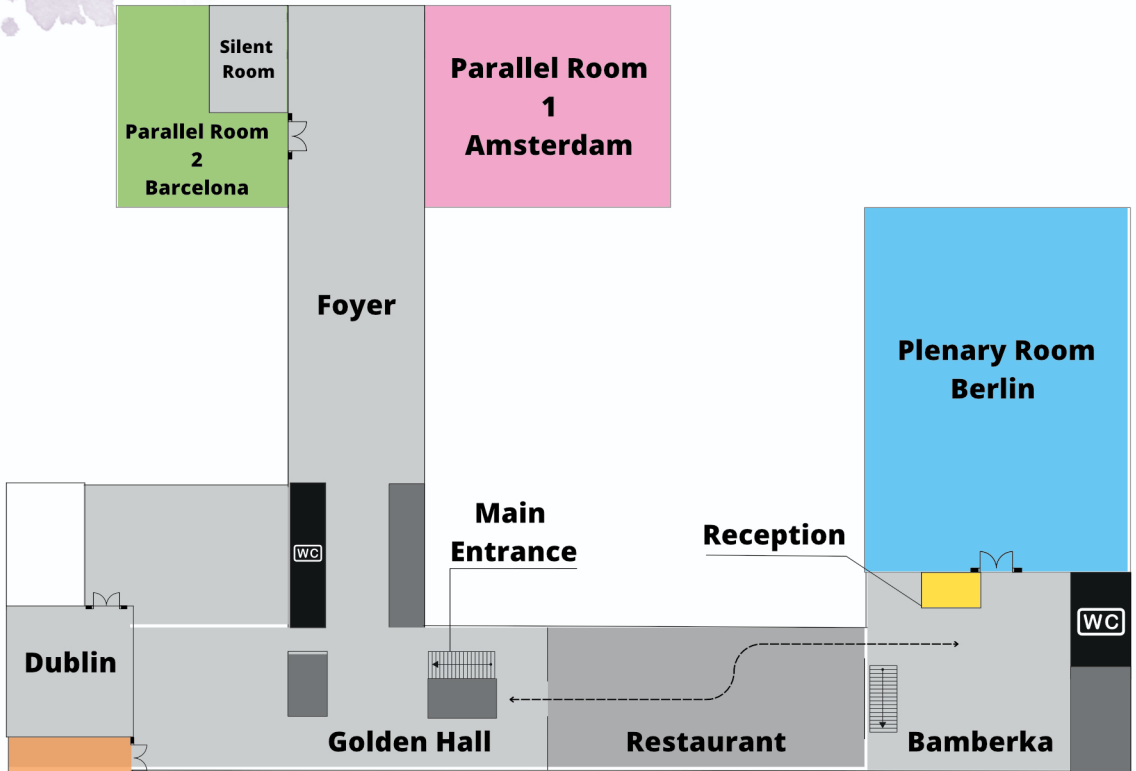 Silent
Room
Parallel Room
2
Barcelona
Parallel Room
1
Amsterdam
Foyer
Plenary Room
Berlin
Main
Entrance
Reception
WC
WC
Dublin
Golden Hall
Restaurant
Bamberka